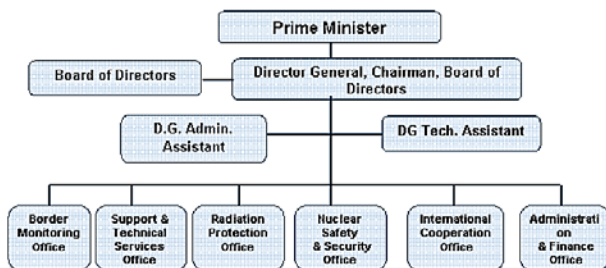 Prime Minister
Board of Directors
Director General, Chairman, Board of
Directors
D.G. Admin.
Assistant
DG Tech. Assistant
Border
Monitoring
Office
Support &
Technical
Services
Office
Radiation
Protection
Office
Nuclear
Safety
& Security
Office
International
Cooperation
Office
Administrati
on
& Finance
Office